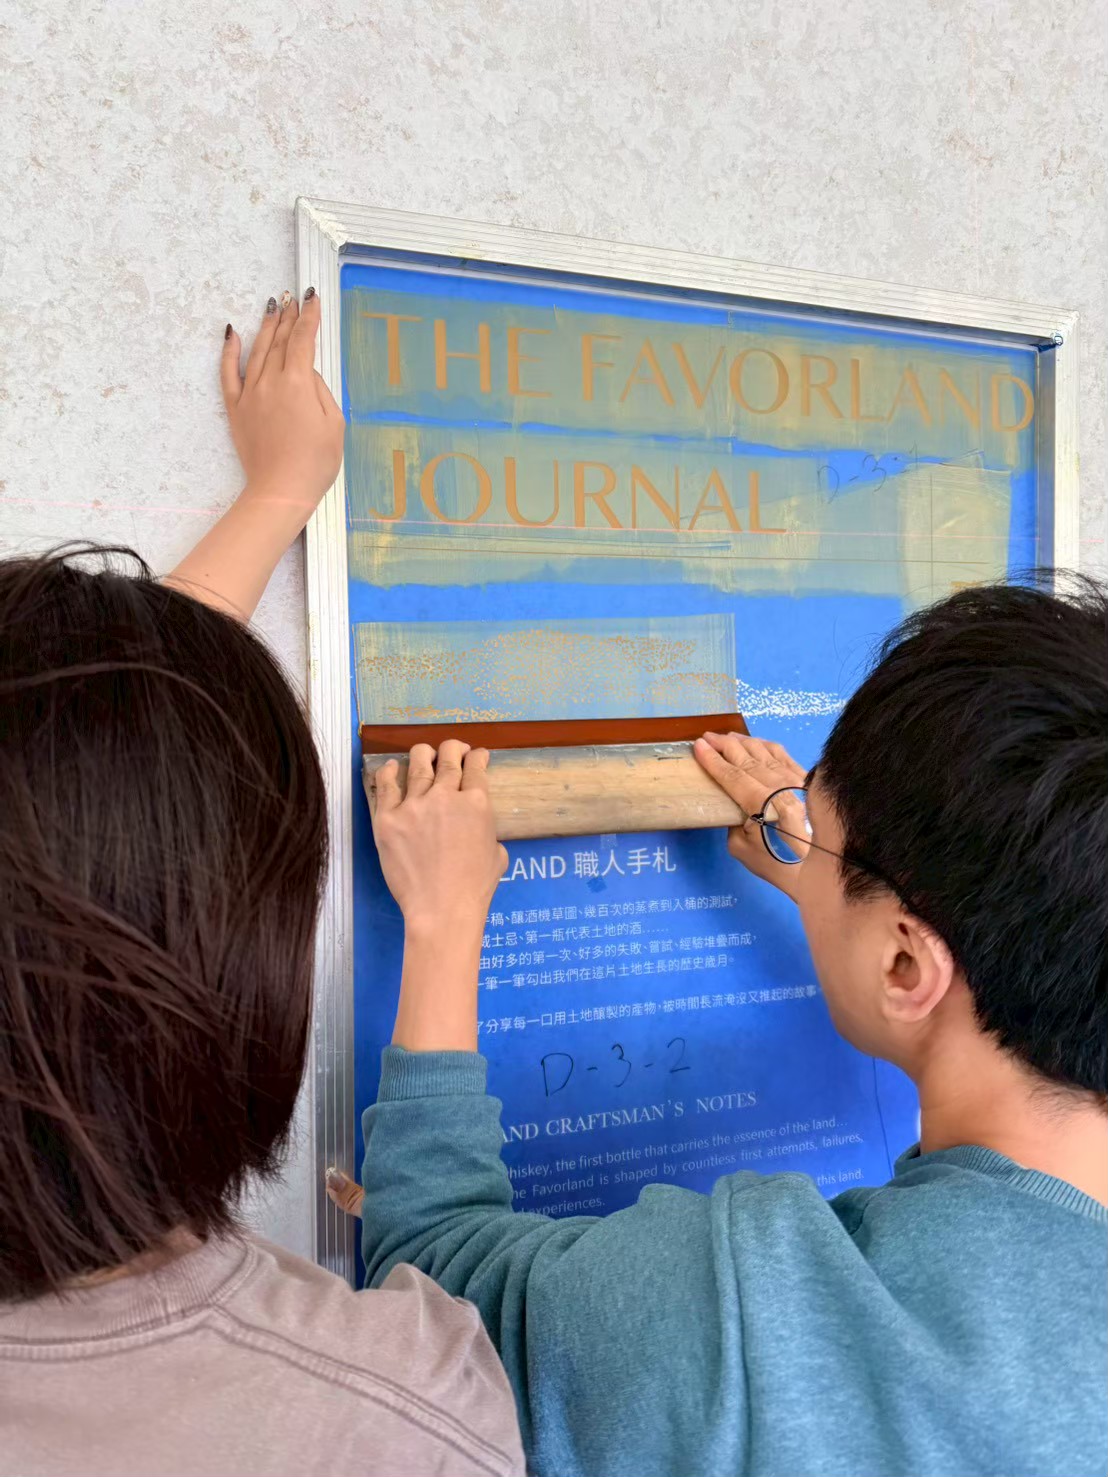 THE FAVORLAND
JOURNAL
D-3-
LAND 職人手札
稿、釀酒機草圖、幾百次的蒸煮到入桶的測試，
威士忌、第一瓶代表土地的酒……
由好多的第一次、好多的失敗、嘗試、經驗堆疊而成，
一筆一筆勾出我們在這片土地生長的歷史歲月。
了分享每一口用土地釀製的產物，被時間長流淹沒又推起的故事
D-3-2
AND CRAFTSMAN'S NOTES
whiskey, the first bottle that carries the essence of the land...
he Favorland is shaped by countless first attempts, failures,
d experiences.
this land.